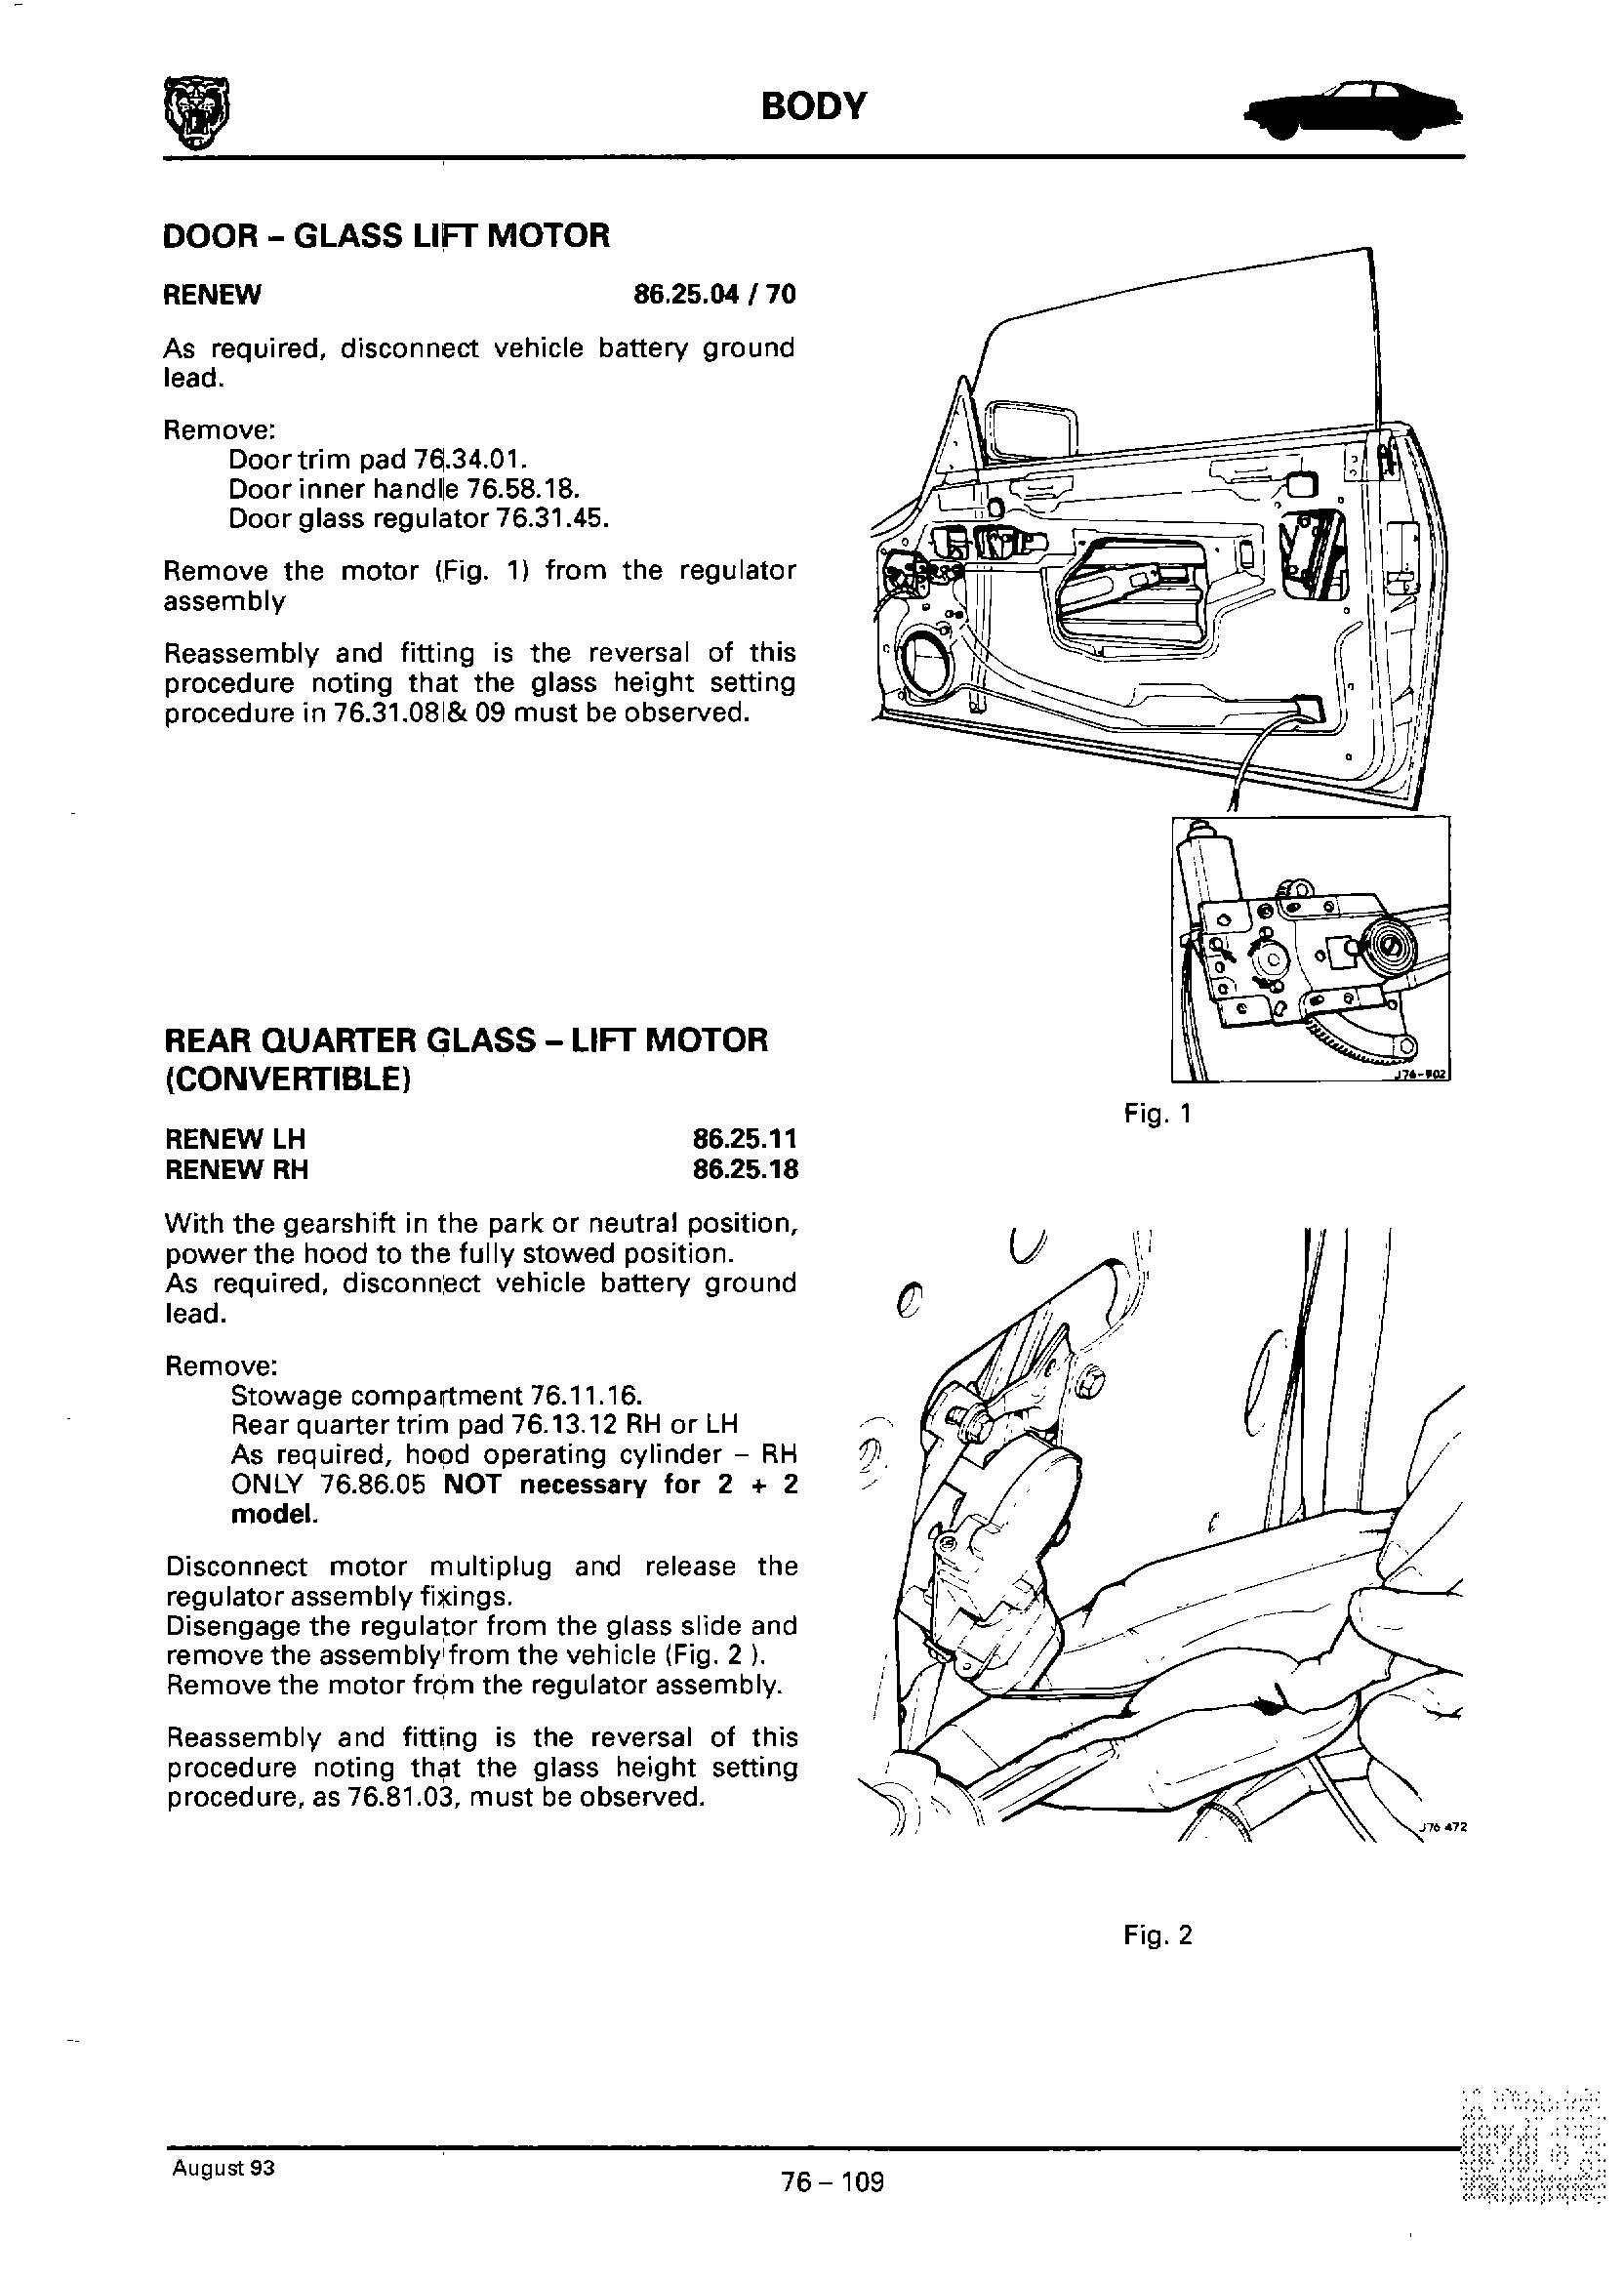 BODY
DOOR – GLASS LIFT MOTOR
RENEW 86.25.04 / 70
As required, disconnect vehicle battery ground
lead.
Remove:
Door trim pad 76.34.01.
Door inner handle 76.58.18.
Door glass regulator 76.31.45.
Remove the motor (Fig. 1) from the regulator
assembly
Reassembly and fitting is the reversal of this
procedure noting that the glass height setting
procedure in 76.31.08 & 09 must be observed.
J76-902
Fig. 1
REAR QUARTER GLASS – LIFT MOTOR
(CONVERTIBLE)
RENEW LH 86.25.11
RENEW RH 86.25.18
With the gearshift in the park or neutral position,
power the hood to the fully stowed position.
As required, disconnect vehicle battery ground
lead.
Remove:
Stowage compartment 76.11.16.
Rear quarter trim pad 76.13.12 RH or LH
As required, hood operating cylinder – RH
ONLY 76.86.05 NOT necessary for 2 + 2
model.
Disconnect motor multiplug and release the
regulator assembly fixings.
Disengage the regulator from the glass slide and
remove the assembly from the vehicle (Fig. 2 ).
Remove the motor from the regulator assembly.
Reassembly and fitting is the reversal of this
procedure noting that the glass height setting
procedure, as 76.81.03, must be observed.
J76 472
Fig. 2
August 93
76 – 109